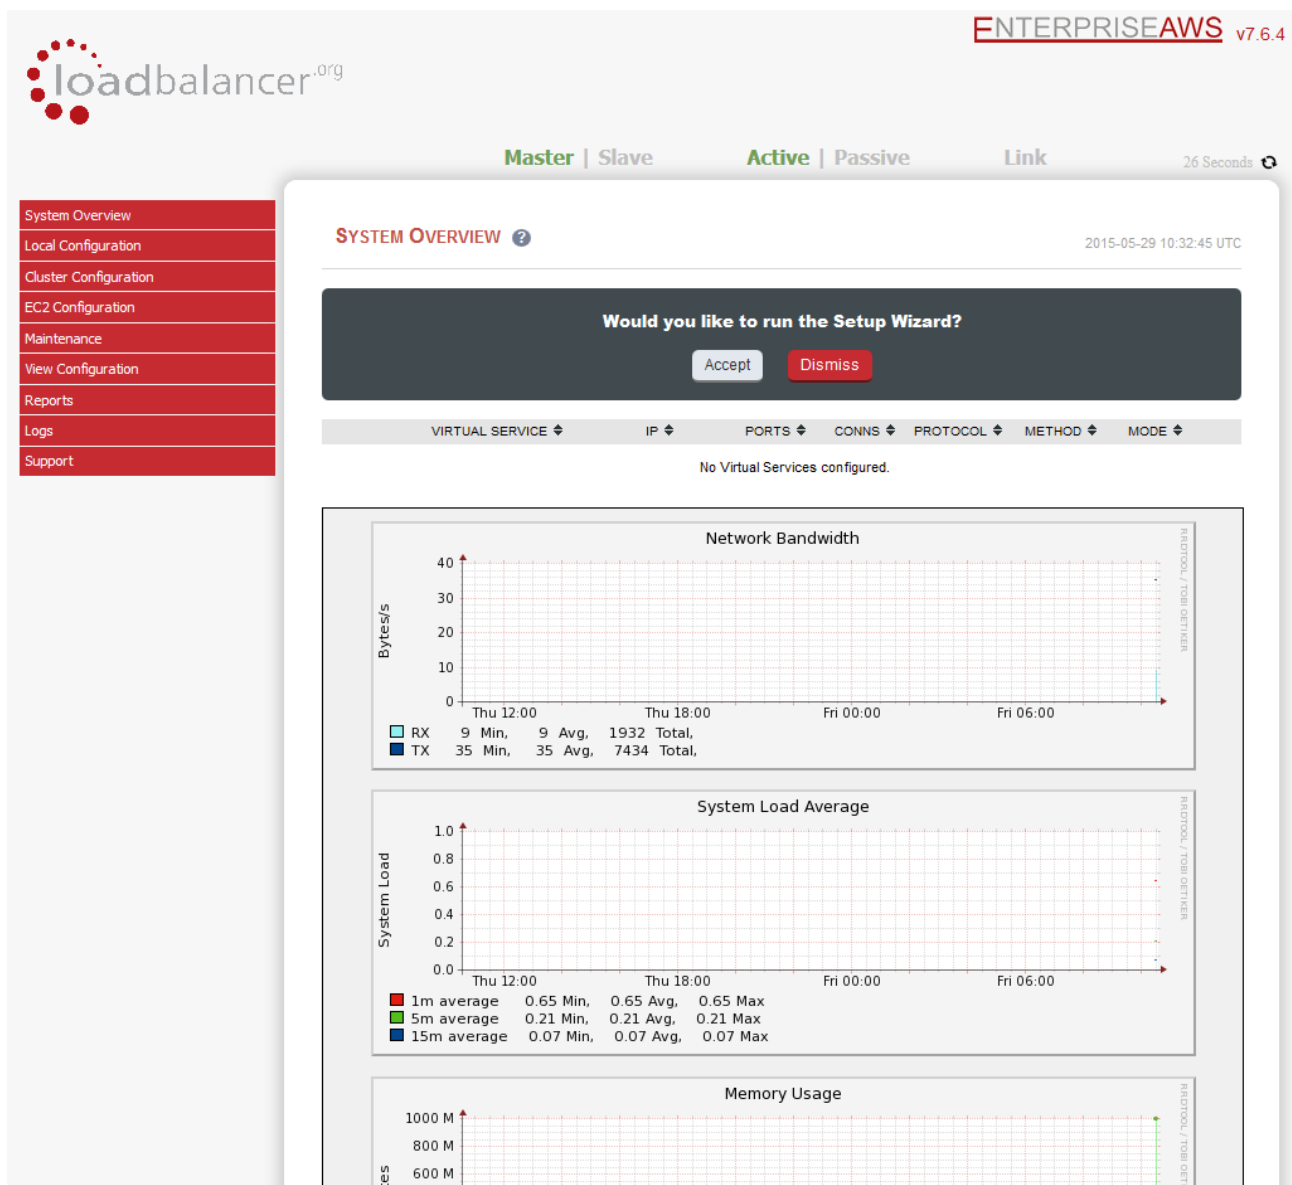 ENTERPRISEAWS v7.6.4
loadbalancer.org
Master | Slave Active | Passive Link 26 Seconds
System Overview
Local Configuration
Cluster Configuration
EC2 Configuration
Maintenance
View Configuration
Reports
Logs
Support
SYSTEM OVERVIEW ?
2015-05-29 10:32:45 UTC
Would you like to run the Setup Wizard?
Accept Dismiss
VIRTUAL SERVICE IP PORTS CONNS PROTOCOL METHOD MODE
No Virtual Services configured.
Network Bandwidth
RRDTOOL / TOBI OETIKER
Bytes/s
40
30
20
10
0
Thu 12:00 Thu 18:00 Fri 00:00 Fri 06:00
RX 9 Min, 9 Avg, 1932 Total,
TX 35 Min, 35 Avg, 7434 Total,
System Load Average
RRDTOOL / TOBI OETIKER
System Load
1.0
0.8
0.6
0.4
0.2
0.0
Thu 12:00 Thu 18:00 Fri 00:00 Fri 06:00
1m average 0.65 Min, 0.65 Avg, 0.65 Max
5m average 0.21 Min, 0.21 Avg, 0.21 Max
15m average 0.07 Min, 0.07 Avg, 0.07 Max
Memory Usage
RRDTOOL / TOBI OET
1000 M
800 M
600 M